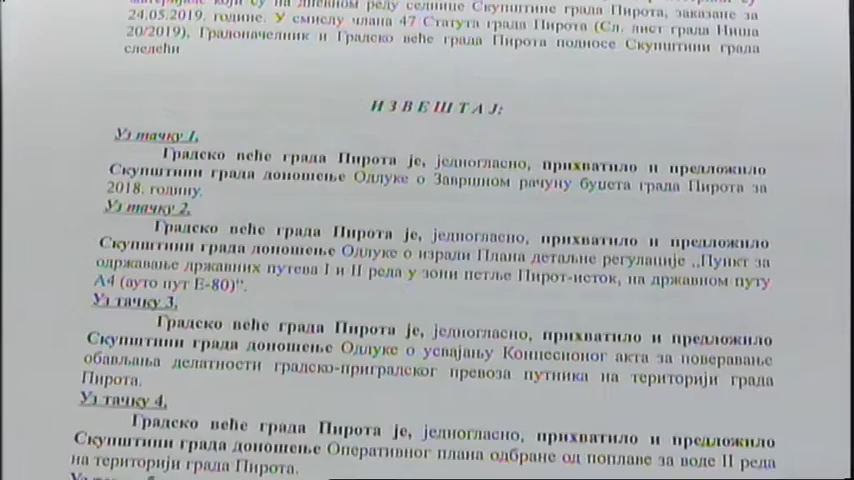 који су на дневном реду седнице Скупштине града Пирота, заказане за
24.05.2019. године. У смислу члана 47 Статута града Пирота (Сл. лист града Ниша
20/2019), Градоначелник и Градско веће града Пирота подносе Скупштини града
следећи
И З В Е Ш Т А Ј:
Уз тачку 1.
Градско веће града Пирота је, једногласно, прихватило и предложило
Скупштини града доношење Одлуке о Завршном рачуну буџета града Пирота за
2018. годину.
Уз тачку 2.
Градско веће града Пирота је, једногласно, прихватило и предложило
Скупштини града доношење Одлуке о изради Плана детаљне регулације ,,Пункт за
одржавање државних путева I и II реда у зони петље Пирот-исток, на државном путу
А4 (ауто пут Е-80)".
Уз тачку 3.
Градско веће града Пирота је, једногласно, прихватило и предложило
Скупштини града доношење Одлуке о усвајању Концесионог акта за поверавање
обављања делатности градско-приградског превоза путника на територији града
Пирота.
Уз тачку 4.
Градско веће града Пирота је, једногласно, прихватило и предложило
Скупштини града доношење Оперативног плана одбране од поплаве за воде II реда
на територији града Пирота.